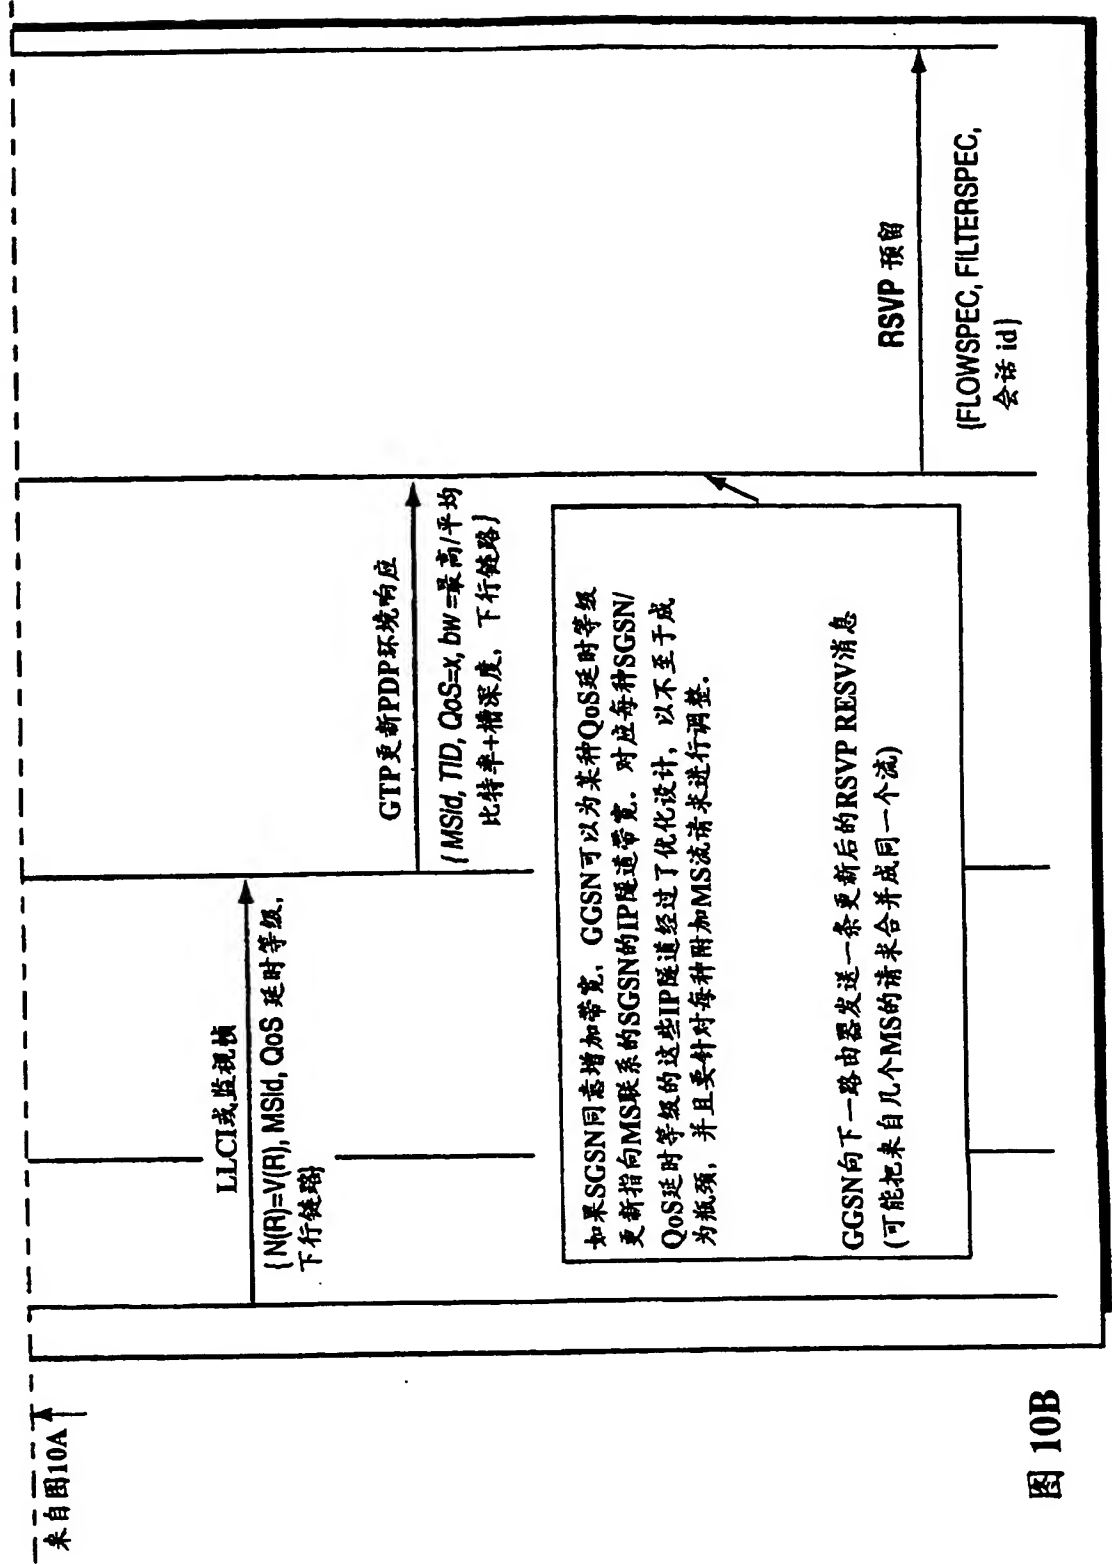 来自图10A
LLCI或监视帧
{N(R)=V(R), MSId, QoS 延时等级,
下行链路}
GTP更新PDP环境响应
{MSId, TID, QoS=x, bw=最高/平均
比特率+槽深度, 下行链路}
如果SGSN同意增加带宽, GGSN可以为某种QoS延时等级
更新指向MS联系的SGSN的IP隧道带宽. 对应每种SGSN/
QoS延时等级的这些IP隧道经过了优化设计, 以不至于成
为瓶颈, 并且要针对每种附加MS流请求进行调整.
GGSN向下一路由器发送一条更新后的RSVP RESV消息
(可能把来自几个MS的请求合并成同一个流)
RSVP 预留
{FLOWSPEC, FILTERSPEC,
会话 id}
图 10B